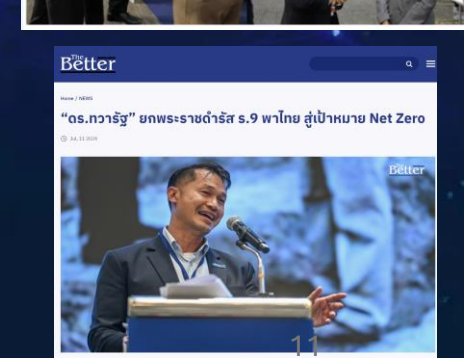 The Better
Home / NEWS
“ดร.ทวารัฐ” ยกพระราชดำรัส ร.9 พาไทย สู่เป้าหมาย Net Zero
The Better
11